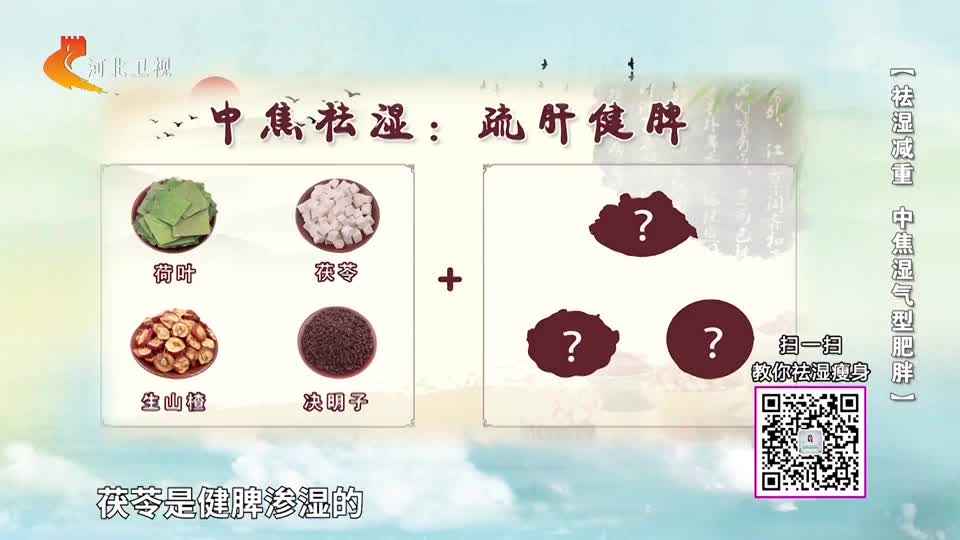 河北卫视
中焦祛湿：疏肝健脾
【祛湿减重 中焦湿气型肥胖】
荷叶
茯苓
生山楂
决明子
+
?
?
?
扫一扫
教你祛湿瘦身
茯苓是健脾渗湿的